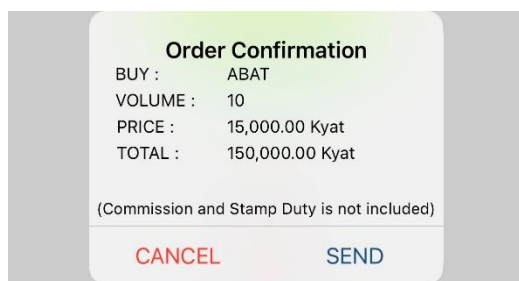 Order Confirmation
BUY : ABAT
VOLUME : 10
PRICE : 15,000.00 Kyat
TOTAL : 150,000.00 Kyat
(Commission and Stamp Duty is not included)
CANCEL SEND